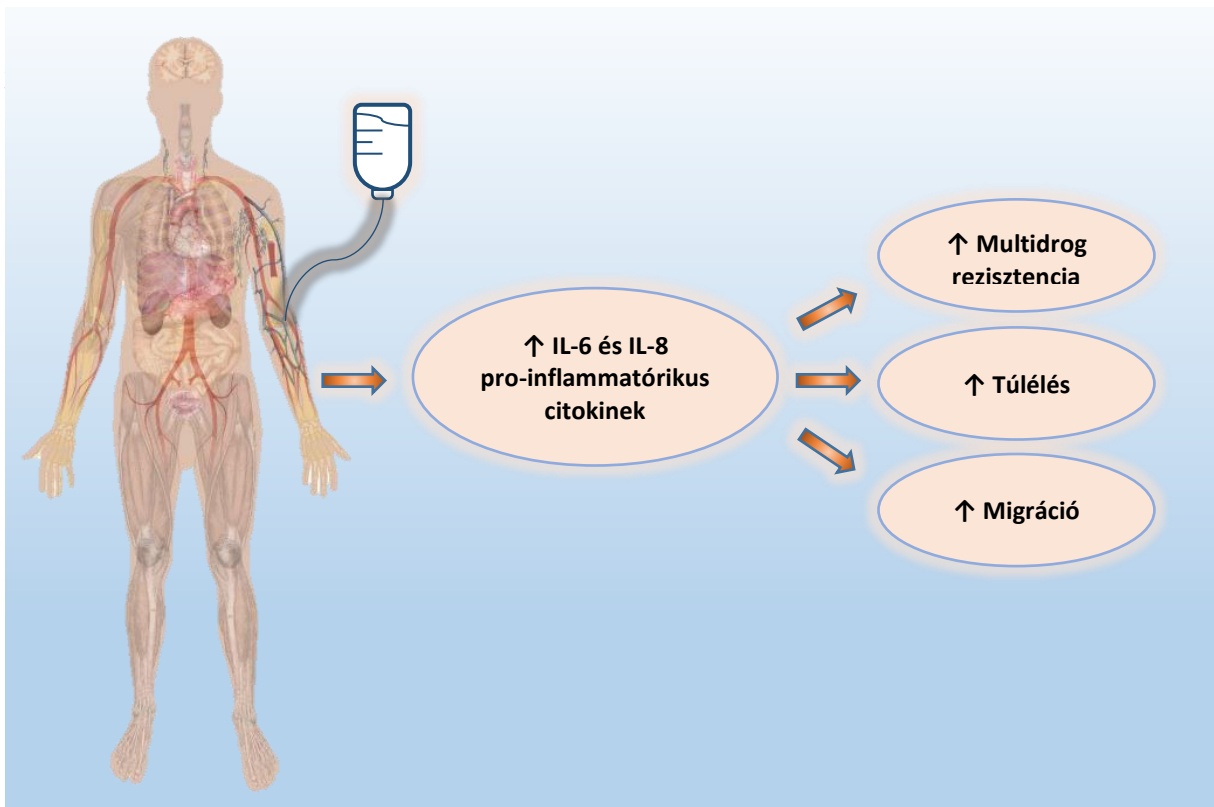 ↑ IL-6 és IL-8
pro-inflammatórikus
citokinek
↑ Multidrog
rezisztencia
↑ Túlélés
↑ Migráció